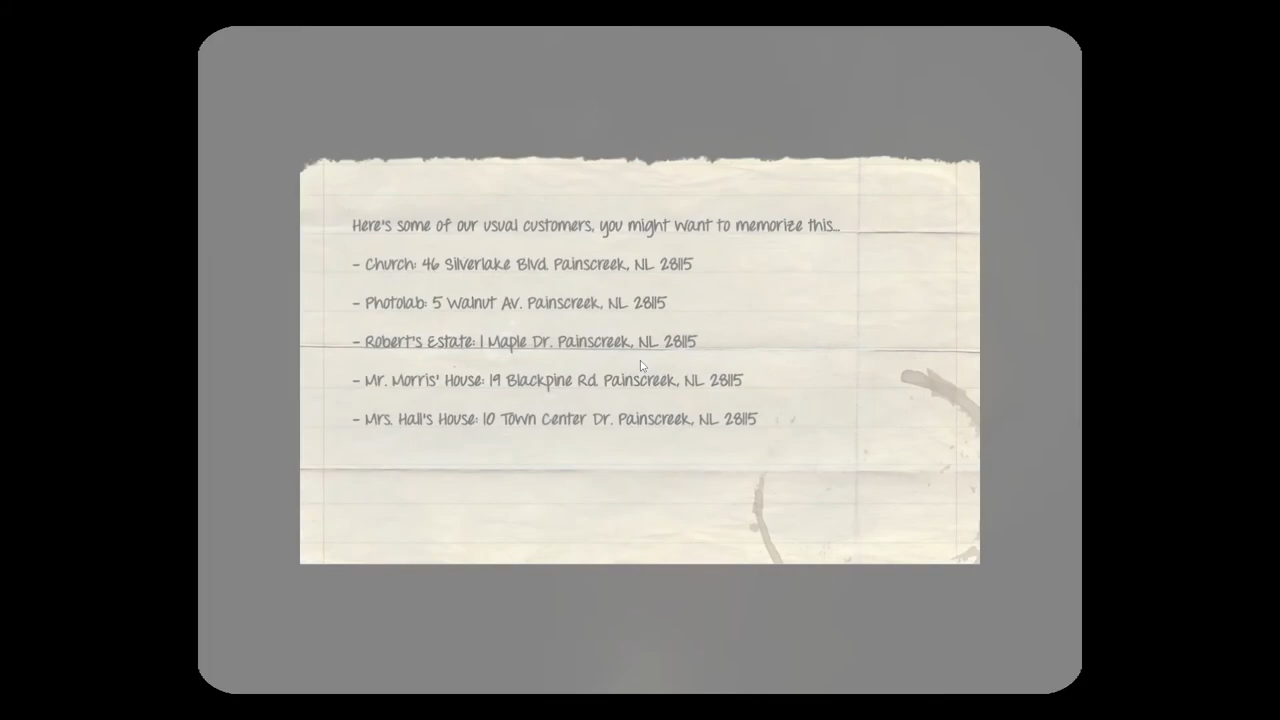 Here's some of our usual customers, you might want to memorize this...
- Church: 46 Silverlake Blvd. Painscreek, NL 28115
- Photolab: 5 Walnut Av. Painscreek, NL 28115
- Robert's Estate: 1 Maple Dr. Painscreek, NL 28115
- Mr. Morris' House: 19 Blackpine Rd. Painscreek, NL 28115
- Mrs. Hall's House: 10 Town Center Dr. Painscreek, NL 28115